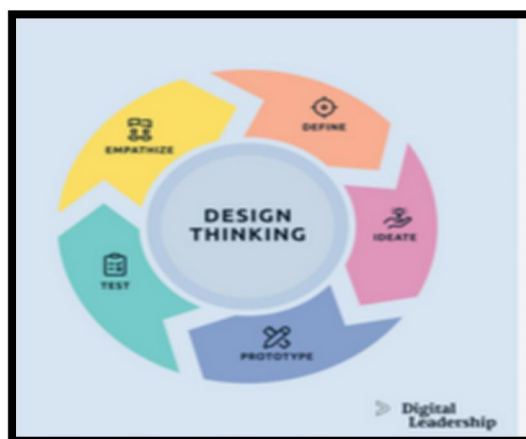 EMPATHIZE
DEFINE
DESIGN
THINKING
IDEATE
TEST
PROTOTYPE
Digital
Leadership